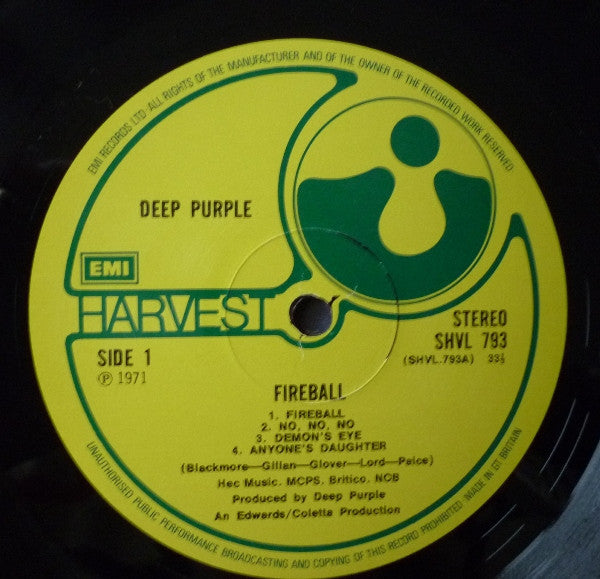 EMI RECORDS LTD ALL RIGHTS OF THE MANUFACTURER AND OF THE OWNER OF THE RECORDED WORK RESERVED
DEEP PURPLE
EMI
HARVEST
SIDE 1
℗ 1971
STEREO
SHVL 793
(SHVL.793A) 33⅓
FIREBALL
1. FIREBALL
2. NO, NO, NO
3. DEMON'S EYE
4. ANYONE'S DAUGHTER
(Blackmore—Gillan—Glover—Lord—Paice)
Hec Music. MCPS. Britico. NCB
Produced by Deep Purple
An Edwards/Coletta Production
UNAUTHORISED PUBLIC PERFORMANCE BROADCASTING AND COPYING OF THIS RECORD PROHIBITED MADE IN GT. BRITAIN